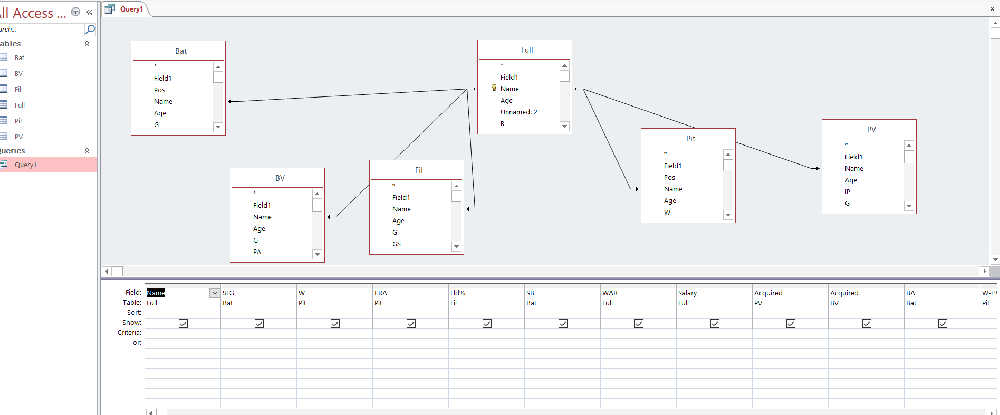 ll Access ...
arch...
ables
Bat
BV
Fil
Full
Pit
PV
ueries
Query1
Query1
Bat
*
Field1
Pos
Name
Age
G
BV
*
Field1
Name
Age
G
PA
Fil
*
Field1
Name
Age
G
GS
Full
*
Field1
Name
Age
Unnamed: 2
B
Pit
*
Field1
Pos
Name
Age
W
PV
*
Field1
Name
Age
IP
G
Field: Name SLG W ERA Fld% SB WAR Salary Acquired Acquired BA W-L%
Table: Full Bat Pit Pit Fil Bat Full Full PV BV Bat Pit
Sort:
Show:
Criteria:
or: